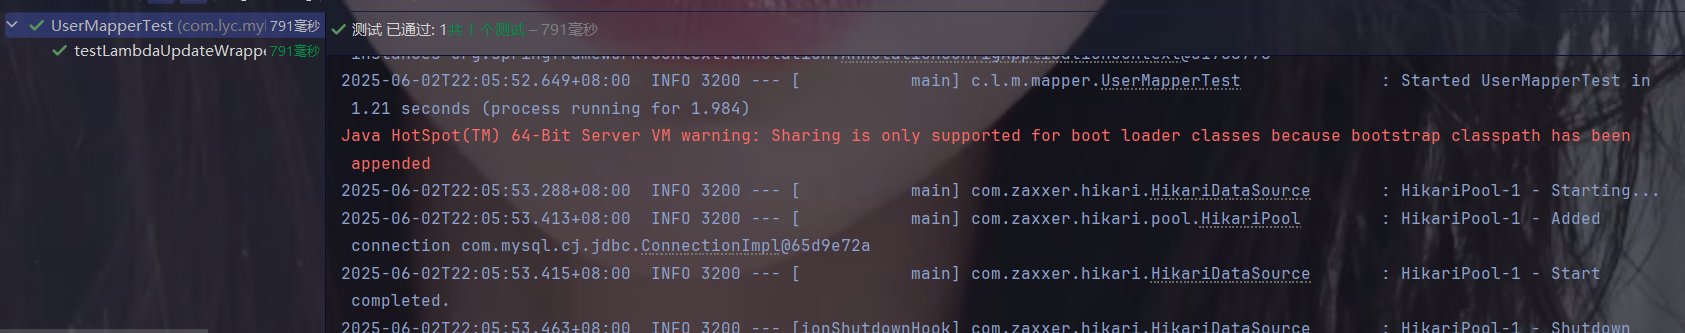 UserMapperTest (com.lyc.myl 791毫秒
testLambdaUpdateWrappe 791毫秒
测试 已通过: 1共 1 个测试 – 791毫秒
2025-06-02T22:05:52.649+08:00  INFO 3200 --- [           main] c.l.m.mapper.UserMapperTest               : Started UserMapperTest in
1.21 seconds (process running for 1.984)
Java HotSpot(TM) 64-Bit Server VM warning: Sharing is only supported for boot loader classes because bootstrap classpath has been
appended
2025-06-02T22:05:53.288+08:00  INFO 3200 --- [           main] com.zaxxer.hikari.HikariDataSource       : HikariPool-1 - Starting...
2025-06-02T22:05:53.413+08:00  INFO 3200 --- [           main] com.zaxxer.hikari.pool.HikariPool        : HikariPool-1 - Added
connection com.mysql.cj.jdbc.ConnectionImpl@65d9e72a
2025-06-02T22:05:53.415+08:00  INFO 3200 --- [           main] com.zaxxer.hikari.HikariDataSource       : HikariPool-1 - Start
completed.
2025-06-02T22:05:53.463+08:00  INFO 3200 --- [ionShutdownHook] com.zaxxer.hikari.HikariDataSource       : HikariPool-1 - Shutdown